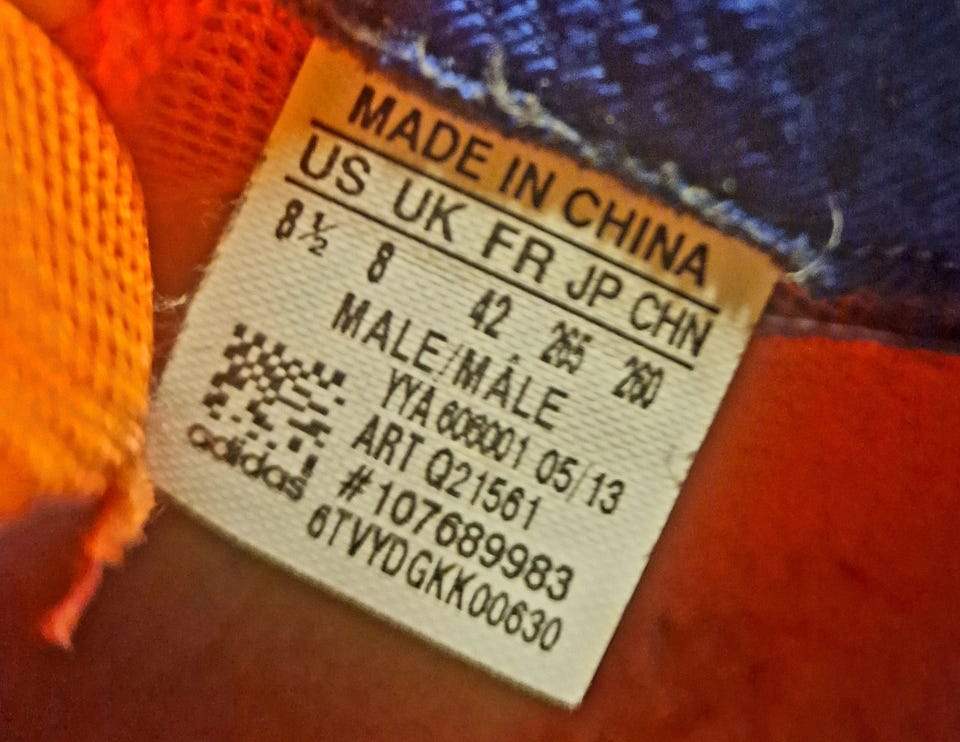 MADE IN CHINA
US UK FR JP CHN
8½ 8 42 265 260
MALE/MÂLE
YYA 606001 05/13
ART Q21561
#107689983
6TVYDGKK00630
adidas